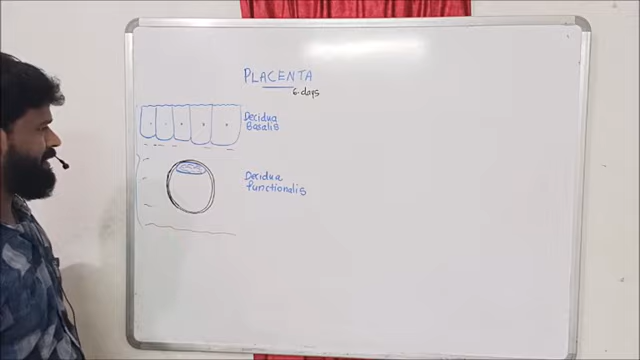 PLACENTA
6-days
Decidua
Basalis
Decidua
functionalis